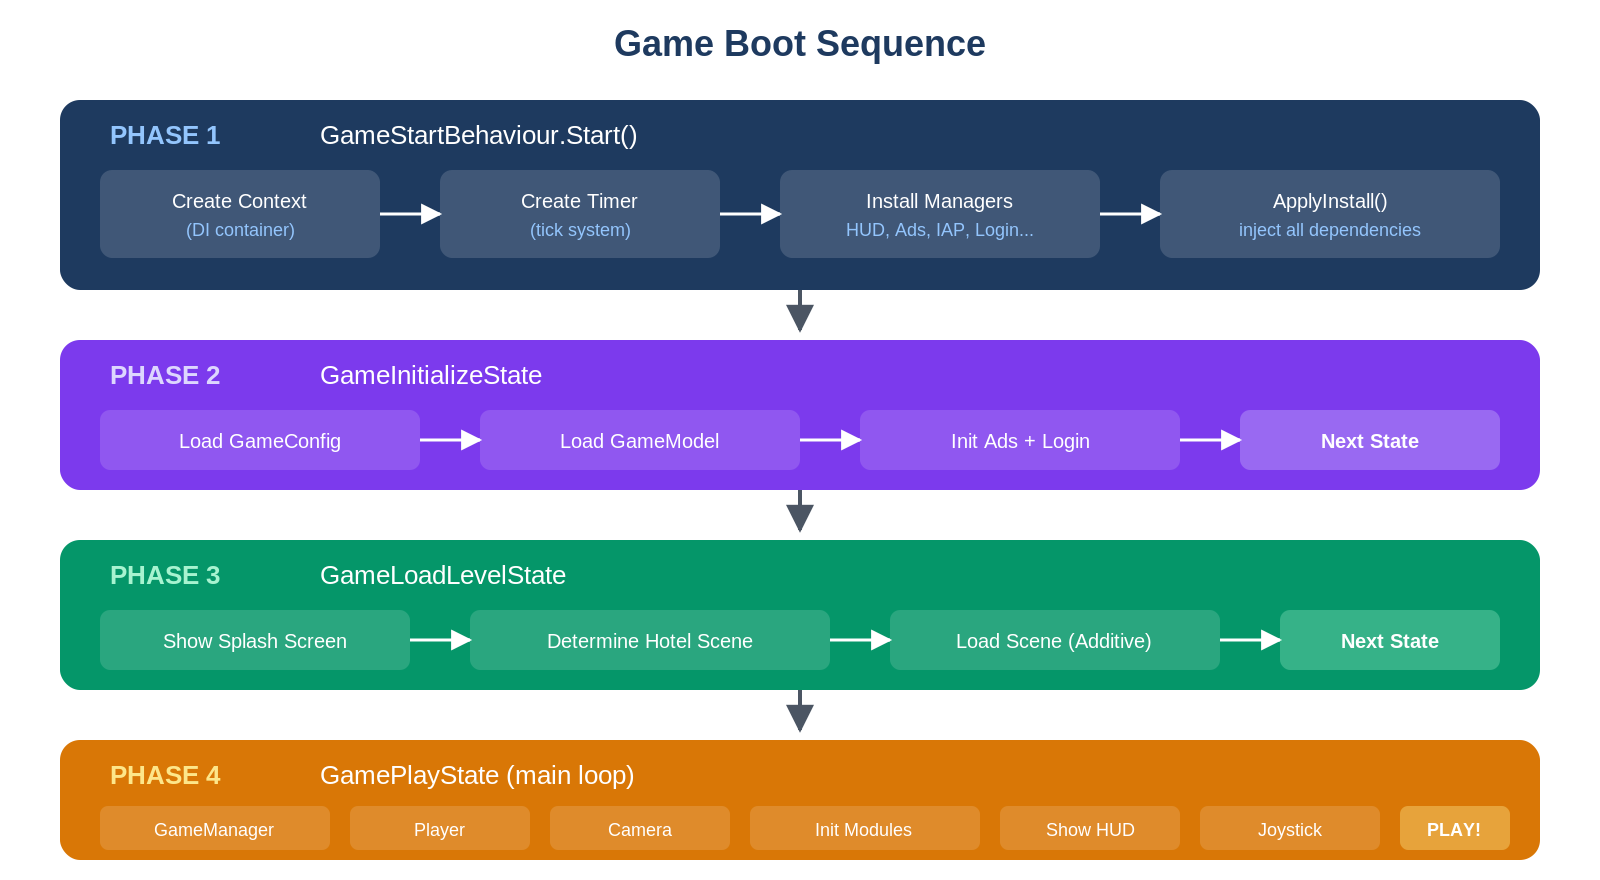 Game Boot Sequence
PHASE 1 GameStartBehaviour.Start()
Create Context
(DI container)
Create Timer
(tick system)
Install Managers
HUD, Ads, IAP, Login...
ApplyInstall()
inject all dependencies
PHASE 2 GameInitializeState
Load GameConfig
Load GameModel
Init Ads + Login
Next State
PHASE 3 GameLoadLevelState
Show Splash Screen
Determine Hotel Scene
Load Scene (Additive)
Next State
PHASE 4 GamePlayState (main loop)
GameManager
Player
Camera
Init Modules
Show HUD
Joystick
PLAY!